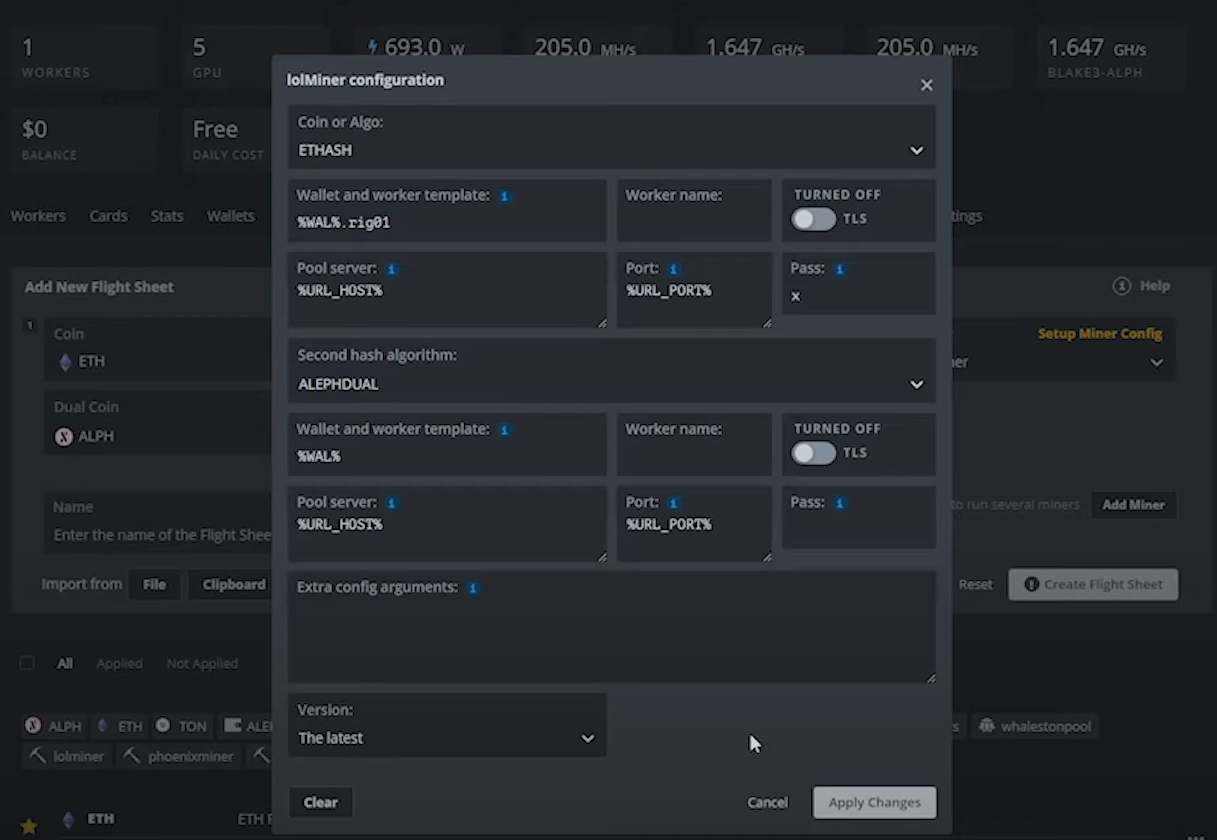 1
WORKERS
5
GPU
693.0 W
205.0 MH/s
1.647 GH/s
205.0 MH/s
1.647 GH/s
BLAKE3-ALPH
$0
BALANCE
Free
DAILY COST
lolMiner configuration
Coin or Algo:
ETHASH
Wallet and worker template:
%WAL%.rig01
Worker name:
TURNED OFF
TLS
Pool server:
%URL_HOST%
Port:
%URL_PORT%
Pass:
x
Second hash algorithm:
ALEPHDUAL
Wallet and worker template:
%WAL%
Worker name:
TURNED OFF
TLS
Pool server:
%URL_HOST%
Port:
%URL_PORT%
Pass:
Extra config arguments:
Version:
The latest
Clear
Cancel
Apply Changes
Workers Cards Stats Wallets
tings
Add New Flight Sheet
Help
1
Coin
ETH
Setup Miner Config
ner
Dual Coin
ALPH
Name
Enter the name of the Flight Shee
to run several miners
Add Miner
Import from File Clipboard
Reset
Create Flight Sheet
All Applied Not Applied
ALPH ETH TON ALE
s whalestonpool
lolminer phoenixminer
ETH
ETH